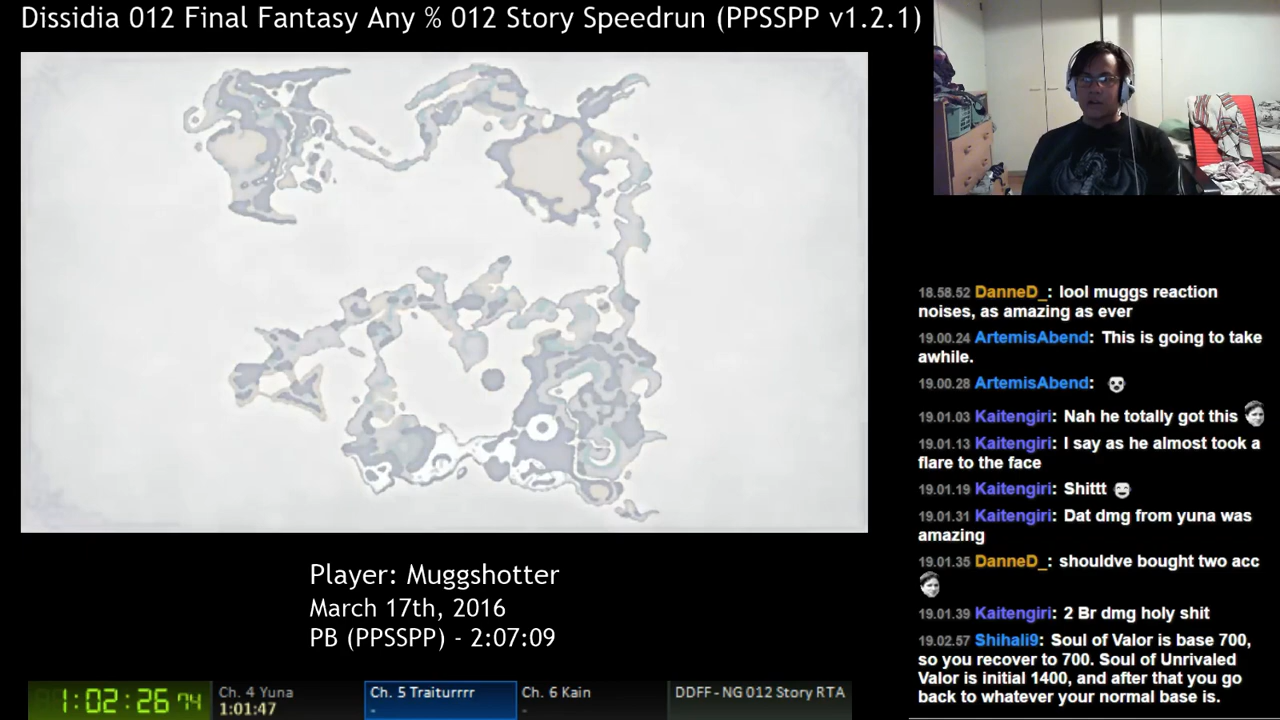 Dissidia 012 Final Fantasy Any % 012 Story Speedrun (PPSSPP v1.2.1)
18.58.52 DanneD_: lool muggs reaction
noises, as amazing as ever
19.00.24 ArtemisAbend: This is going to take
awhile.
19.00.28 ArtemisAbend:
19.01.03 Kaitengiri: Nah he totally got this
19.01.13 Kaitengiri: I say as he almost took a
flare to the face
19.01.19 Kaitengiri: Shittt
19.01.31 Kaitengiri: Dat dmg from yuna was
amazing
19.01.35 DanneD_: shouldve bought two acc
19.01.39 Kaitengiri: 2 Br dmg holy shit
19.02.57 Shihali9: Soul of Valor is base 700,
so you recover to 700. Soul of Unrivaled
Valor is initial 1400, and after that you go
back to whatever your normal base is.
Player: Muggshotter
March 17th, 2016
PB (PPSSPP) - 2:07:09
1:02:26 74
Ch. 4 Yuna
1:01:47
Ch. 5 Traiturrrr
-
Ch. 6 Kain
-
DDFF - NG 012 Story RTA